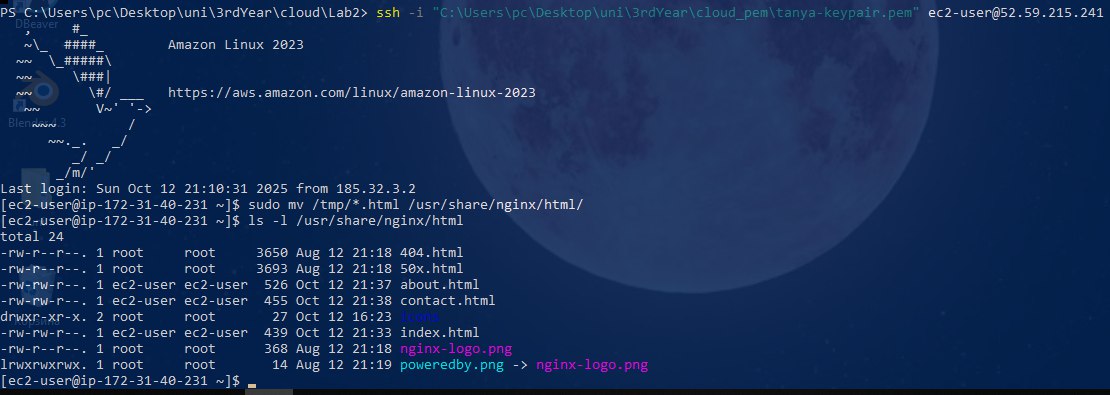 PS C:\Users\pc\Desktop\uni\3rdYear\cloud\Lab2> ssh -i "C:\Users\pc\Desktop\uni\3rdYear\cloud_pem\tanya-keypair.pem" ec2-user@52.59.215.241
   ,     #_
   ~\_  ####_        Amazon Linux 2023
  ~~  \_#####\
  ~~     \###|
  ~~       \#/ ___   https://aws.amazon.com/linux/amazon-linux-2023
   ~~       V~' '->
    ~~~         /
      ~~._.   _/
         _/ _/
       _/m/'
Last login: Sun Oct 12 21:10:31 2025 from 185.32.3.2
[ec2-user@ip-172-31-40-231 ~]$ sudo mv /tmp/*.html /usr/share/nginx/html/
[ec2-user@ip-172-31-40-231 ~]$ ls -l /usr/share/nginx/html
total 24
-rw-r--r--. 1 root     root     3650 Aug 12 21:18 404.html
-rw-r--r--. 1 root     root     3693 Aug 12 21:18 50x.html
-rw-rw-r--. 1 ec2-user ec2-user  526 Oct 12 21:37 about.html
-rw-rw-r--. 1 ec2-user ec2-user  455 Oct 12 21:38 contact.html
drwxr-xr-x. 2 root     root       27 Oct 12 16:23
-rw-rw-r--. 1 ec2-user ec2-user  439 Oct 12 21:33 index.html
-rw-r--r--. 1 root     root      368 Aug 12 21:18 nginx-logo.png
lrwxrwxrwx. 1 root     root       14 Aug 12 21:19 poweredby.png -> nginx-logo.png
[ec2-user@ip-172-31-40-231 ~]$
DBeaver
Blender 4.3
Корзина